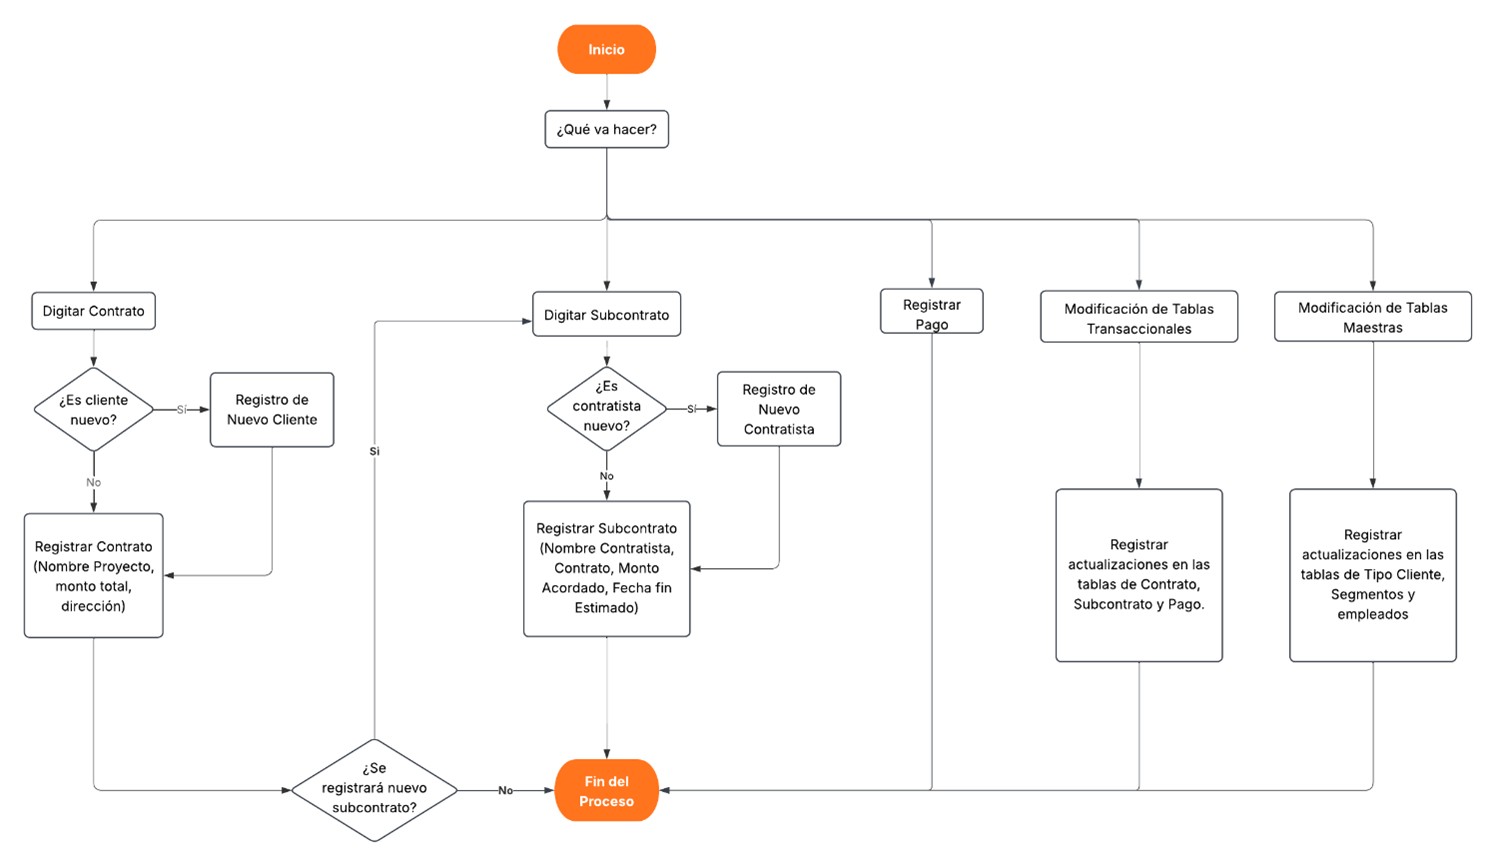 Inicio
¿Qué va hacer?
Digitar Contrato
Digitar Subcontrato
Registrar
Pago
Modificación de Tablas
Transaccionales
Modificación de Tablas
Maestras
¿Es cliente
nuevo?
Sí
Registro de
Nuevo Cliente
No
Registrar Contrato
(Nombre Proyecto,
monto total,
dirección)
Si
¿Es
contratista
nuevo?
Sí
Registro de
Nuevo
Contratista
No
Registrar Subcontrato
(Nombre Contratista,
Contrato, Monto
Acordado, Fecha fin
Estimado)
Registrar
actualizaciones en las
tablas de Contrato,
Subcontrato y Pago.
Registrar
actualizaciones en las
tablas de Tipo Cliente,
Segmentos y
empleados
¿Se
registrará nuevo
subcontrato?
No
Fin del
Proceso